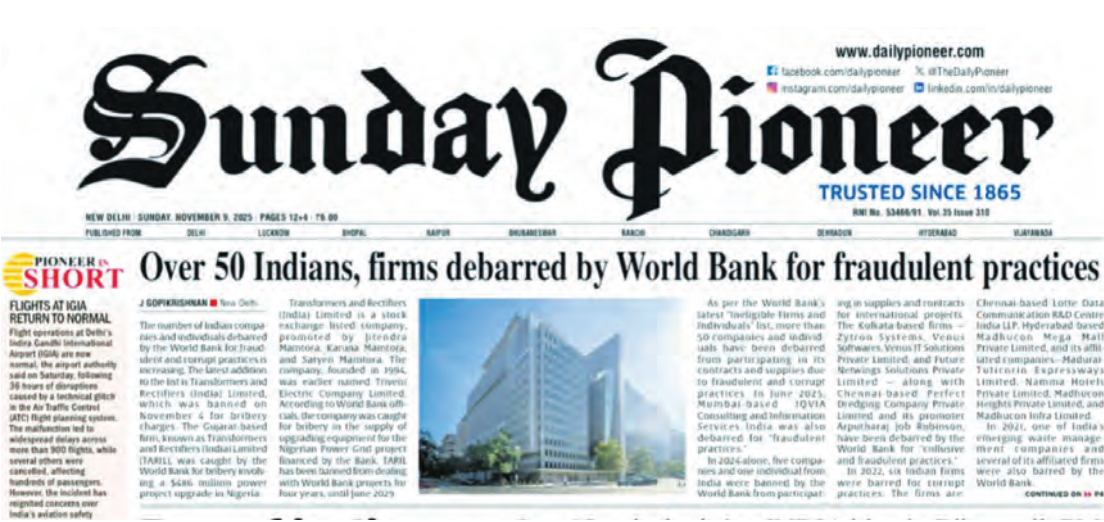 www.dailypioneer.com
facebook.com/dailypioneer X @TheDailyPioneer
instagram.com/dailypioneer linkedin.com/in/dailypioneer
Sunday Pioneer
TRUSTED SINCE 1865
RNI No. 53466/91 Vol.35 Issue 310
NEW DELHI | SUNDAY, NOVEMBER 9, 2025 | PAGES 12+4 | ₹6.00
PUBLISHED FROM DELHI LUCKNOW BHOPAL RAIPUR BHUBANESWAR RANCHI CHANDIGARH DEHRADUN HYDERABAD VIJAYAWADA
PIONEER IN
SHORT
FLIGHTS AT IGIA
RETURN TO NORMAL
Flight operations at Delhi's
Indira Gandhi International
Airport (IGIA) are now
normal, the airport authority
said on Saturday, following
36 hours of disruptions
caused by a technical glitch
in the Air Traffic Control
(ATC) flight planning system.
The malfunction led to
widespread delays across
more than 900 flights, while
several others were
cancelled, affecting
hundreds of passengers.
However, the incident has
reignited concerns over
India's aviation safety
Over 50 Indians, firms debarred by World Bank for fraudulent practices
J GOPIKRISHNAN New Delhi
The number of Indian compa-
nies and individuals debarred
by the World Bank for fraud-
ulent and corrupt practices is
increasing. The latest addition
to the list is Transformers and
Rectifiers (India) Limited,
which was banned on
November 4 for bribery
charges. The Gujarat-based
firm, known as Transformers
and Rectifiers (India) Limited
(TARIL), was caught by the
World Bank for bribery involv-
ing a $486 million power
project upgrade in Nigeria.
Transformers and Rectifiers
(India) Limited is a stock
exchange listed company,
promoted by Jitendra
Mamtora, Karuna Mamtora,
and Satyen Mamtora. The
company, founded in 1994,
was earlier named Triveni
Electric Company Limited.
According to World Bank offi-
cials, the company was caught
for bribery in the supply of
upgrading equipment for the
Nigerian Power Grid project
financed by the Bank. TARIL
has been banned from dealing
with World Bank projects for
four years, until June 2029.
As per the World Bank's
latest "Ineligible Firms and
Individuals" list, more than
50 companies and individ-
uals have been debarred
from participating in its
contracts and supplies due
to fraudulent and corrupt
practices. In June 2025,
Mumbai-based IQVIA
Consulting and Information
Services India was also
debarred for "fraudulent
practices."
In 2024 alone, five compa-
nies and one individual from
India were banned by the
World Bank from participat-
ing in supplies and contracts
for international projects.
The Kolkata-based firms –
Zytron Systems, Venus
Softwares, Venus IT Solutions
Private Limited, and Future
Netwings Solutions Private
Limited – along with
Chennai-based Perfect
Dredging Company Private
Limited and its promoter
Arputharaj Job Robinson,
have been debarred by the
World Bank for "collusive
and fraudulent practices."
In 2022, six Indian firms
were barred for corrupt
practices. The firms are
Chennai-based Lotte Data
Communication R&D Centre
India LLP, Hyderabad-based
Madhucon Mega Mall
Private Limited, and its affil-
iated companies – Madurai-
Tuticorin Expressways
Limited, Namma Hotels
Private Limited, Madhucon
Heights Private Limited, and
Madhucon Infra Limited.
In 2021, one of India's
emerging waste manage-
ment companies and
several of its affiliated firms
were also barred by the
World Bank.
CONTINUED ON >> P4